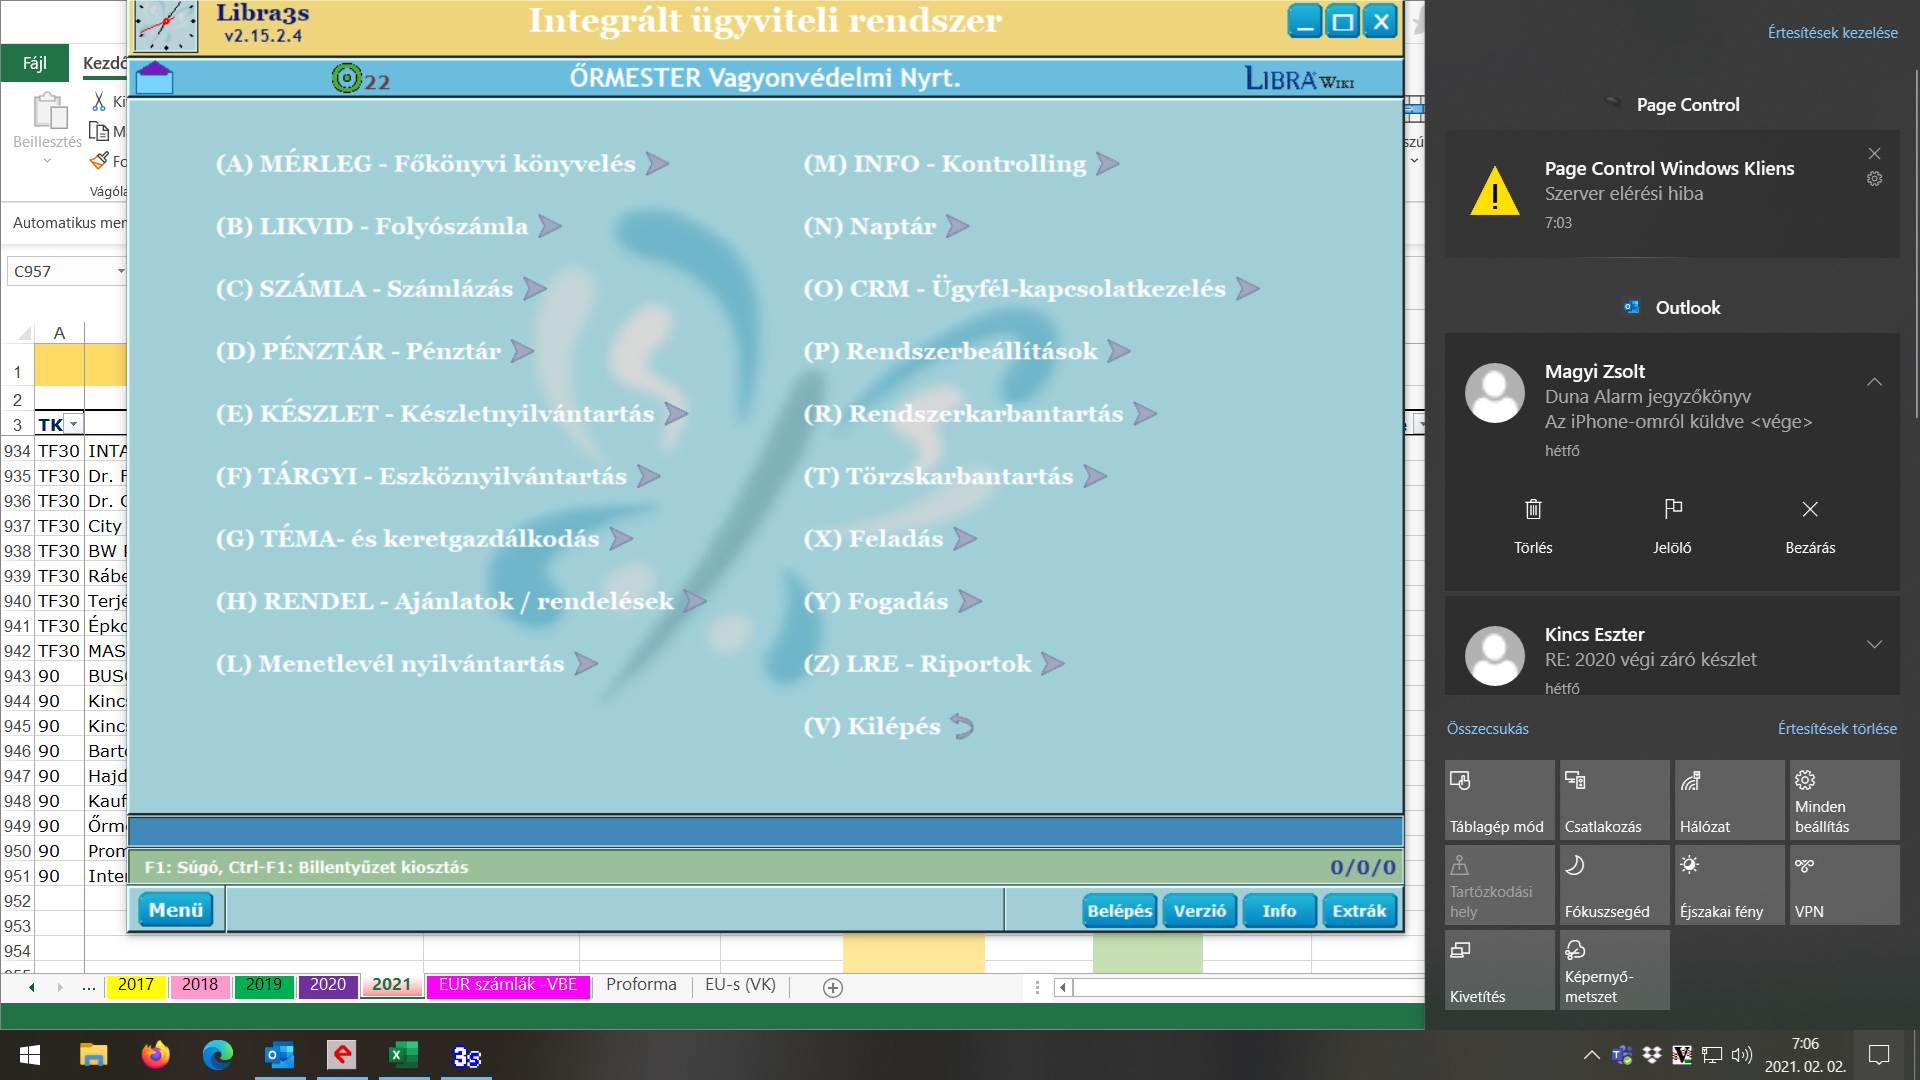 Libra3s
v2.15.2.4
Integrált ügyviteli rendszer
22
ŐRMESTER Vagyonvédelmi Nyrt.
LIBRA WIKI
Fájl
Kezdő
Beillesztés
Vágóla
Automatikus men
C957
(A) MÉRLEG - Főkönyvi könyvelés
(B) LIKVID - Folyószámla
(C) SZÁMLA - Számlázás
(D) PÉNZTÁR - Pénztár
(E) KÉSZLET - Készletnyilvántartás
(F) TÁRGYI - Eszköznyilvántartás
(G) TÉMA- és keretgazdálkodás
(H) RENDEL - Ajánlatok / rendelések
(L) Menetlevél nyilvántartás
(M) INFO - Kontrolling
(N) Naptár
(O) CRM - Ügyfél-kapcsolatkezelés
(P) Rendszerbeállítások
(R) Rendszerkarbantartás
(T) Törzskarbantartás
(X) Feladás
(Y) Fogadás
(Z) LRE - Riportok
(V) Kilépés
F1: Súgó, Ctrl-F1: Billentyűzet kiosztás
0/0/0
Menü
Belépés
Verzió
Info
Extrák
A
1
2
3 TK
934 TF30 INTA
935 TF30 Dr. F
936 TF30 Dr.
937 TF30 City
938 TF30 BW
939 TF30 Rábe
940 TF30 Terjé
941 TF30 Épko
942 TF30 MAS
943 90 BUS
944 90 Kincs
945 90 Kincs
946 90 Barto
947 90 Hajd
948 90 Kauf
949 90 Őrme
950 90 Prom
951 90 Inter
952
953
954
... 2017 2018 2019 2020 2021 EUR számlák -VBE Proforma EU-s (VK)
Értesítések kezelése
Page Control
Page Control Windows Kliens
Szerver elérési hiba
7:03
Outlook
Magyi Zsolt
Duna Alarm jegyzőkönyv
Az iPhone-omról küldve <vége>
hétfő
Törlés
Jelölő
Bezárás
Kincs Eszter
RE: 2020 végi záró készlet
hétfő
Összecsukás
Értesítések törlése
Táblagép mód
Csatlakozás
Hálózat
Minden beállítás
Tartózkodási hely
Fókuszsegéd
Éjszakai fény
VPN
Kivetítés
Képernyő-metszet
7:06
2021. 02. 02.